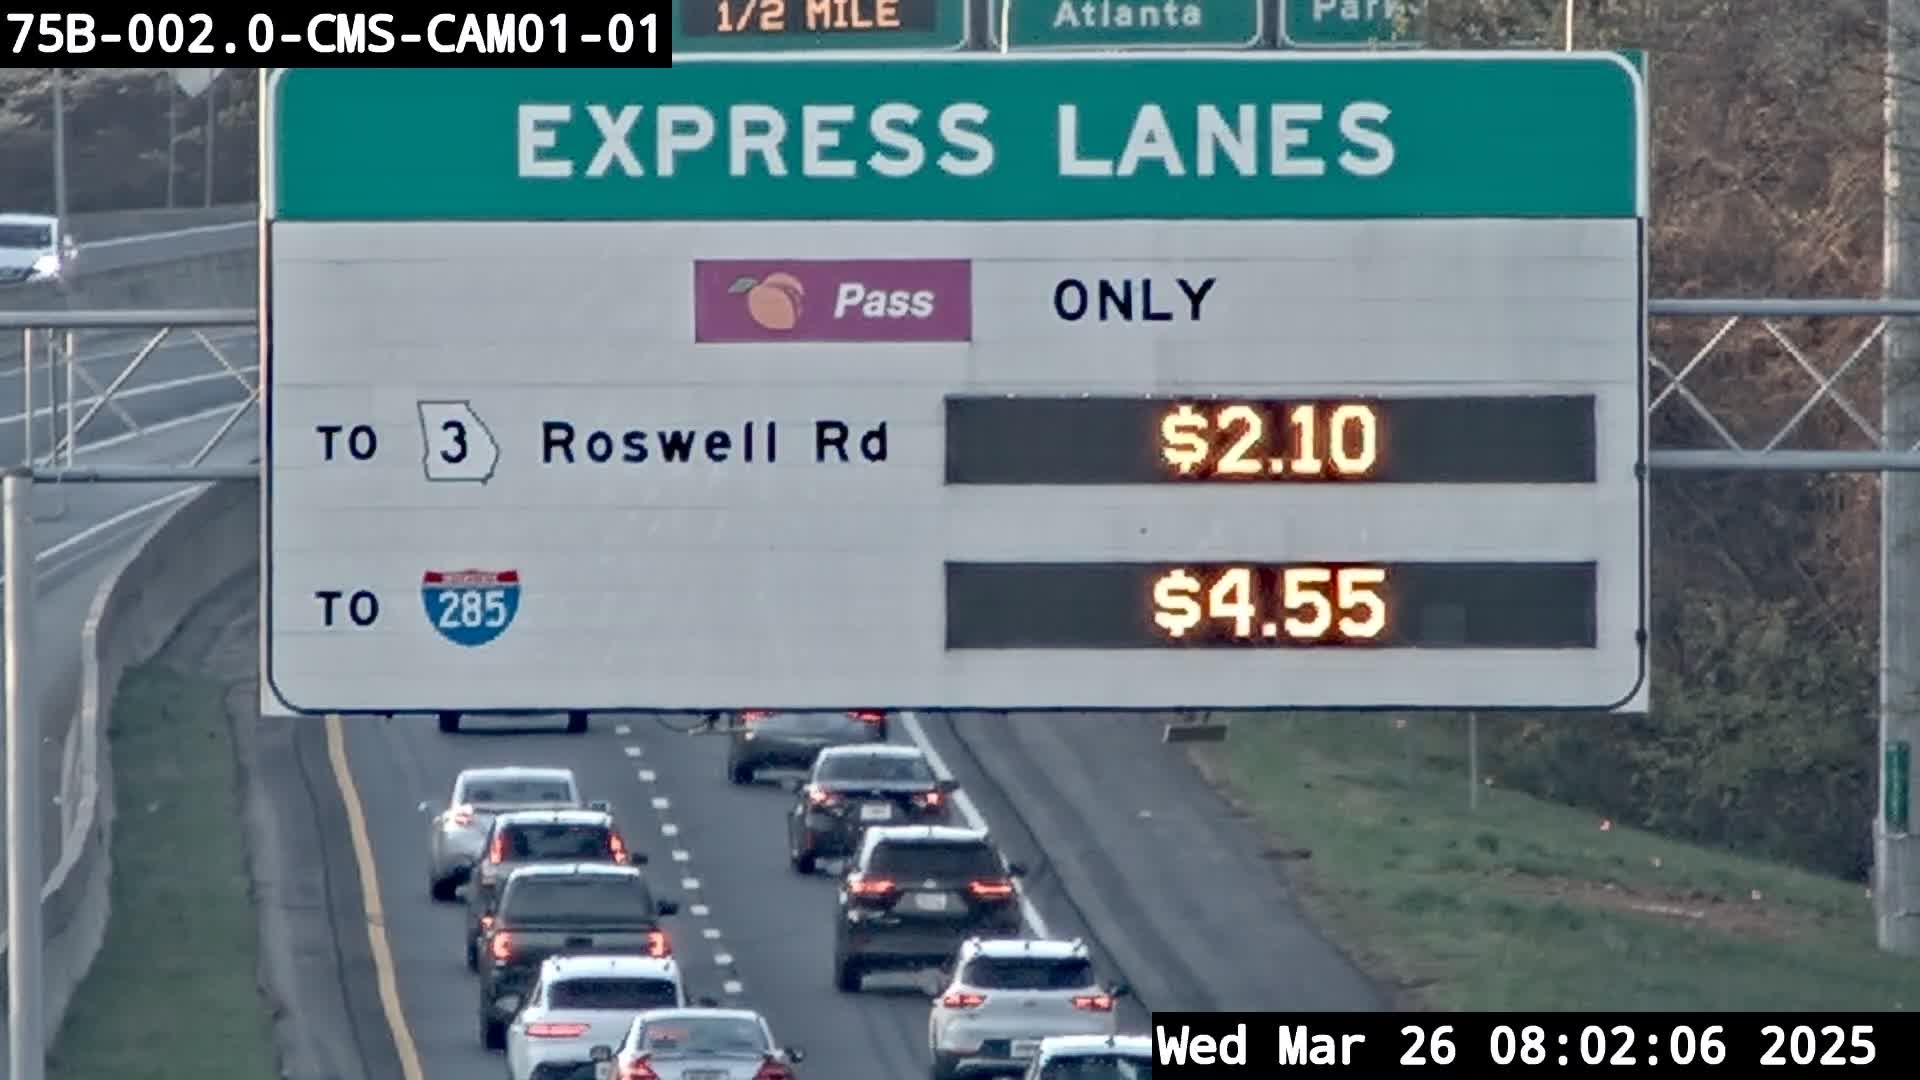 75B-002.0-CMS-CAM01-01
1/2 MILE
Atlanta
EXPRESS LANES
Pass ONLY
TO 3 Roswell Rd $2.10
TO 285 $4.55
Wed Mar 26 08:02:06 2025